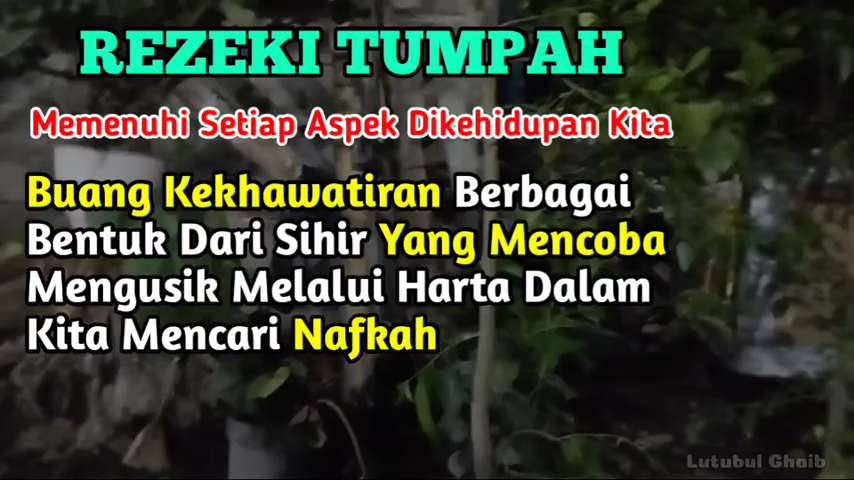 REZEKI TUMPAH
Memenuhi Setiap Aspek Dikehidupan Kita
Buang Kekhawatiran Berbagai
Bentuk Dari Sihir Yang Mencoba
Mengusik Melalui Harta Dalam
Kita Mencari Nafkah
Lutubul Ghaib